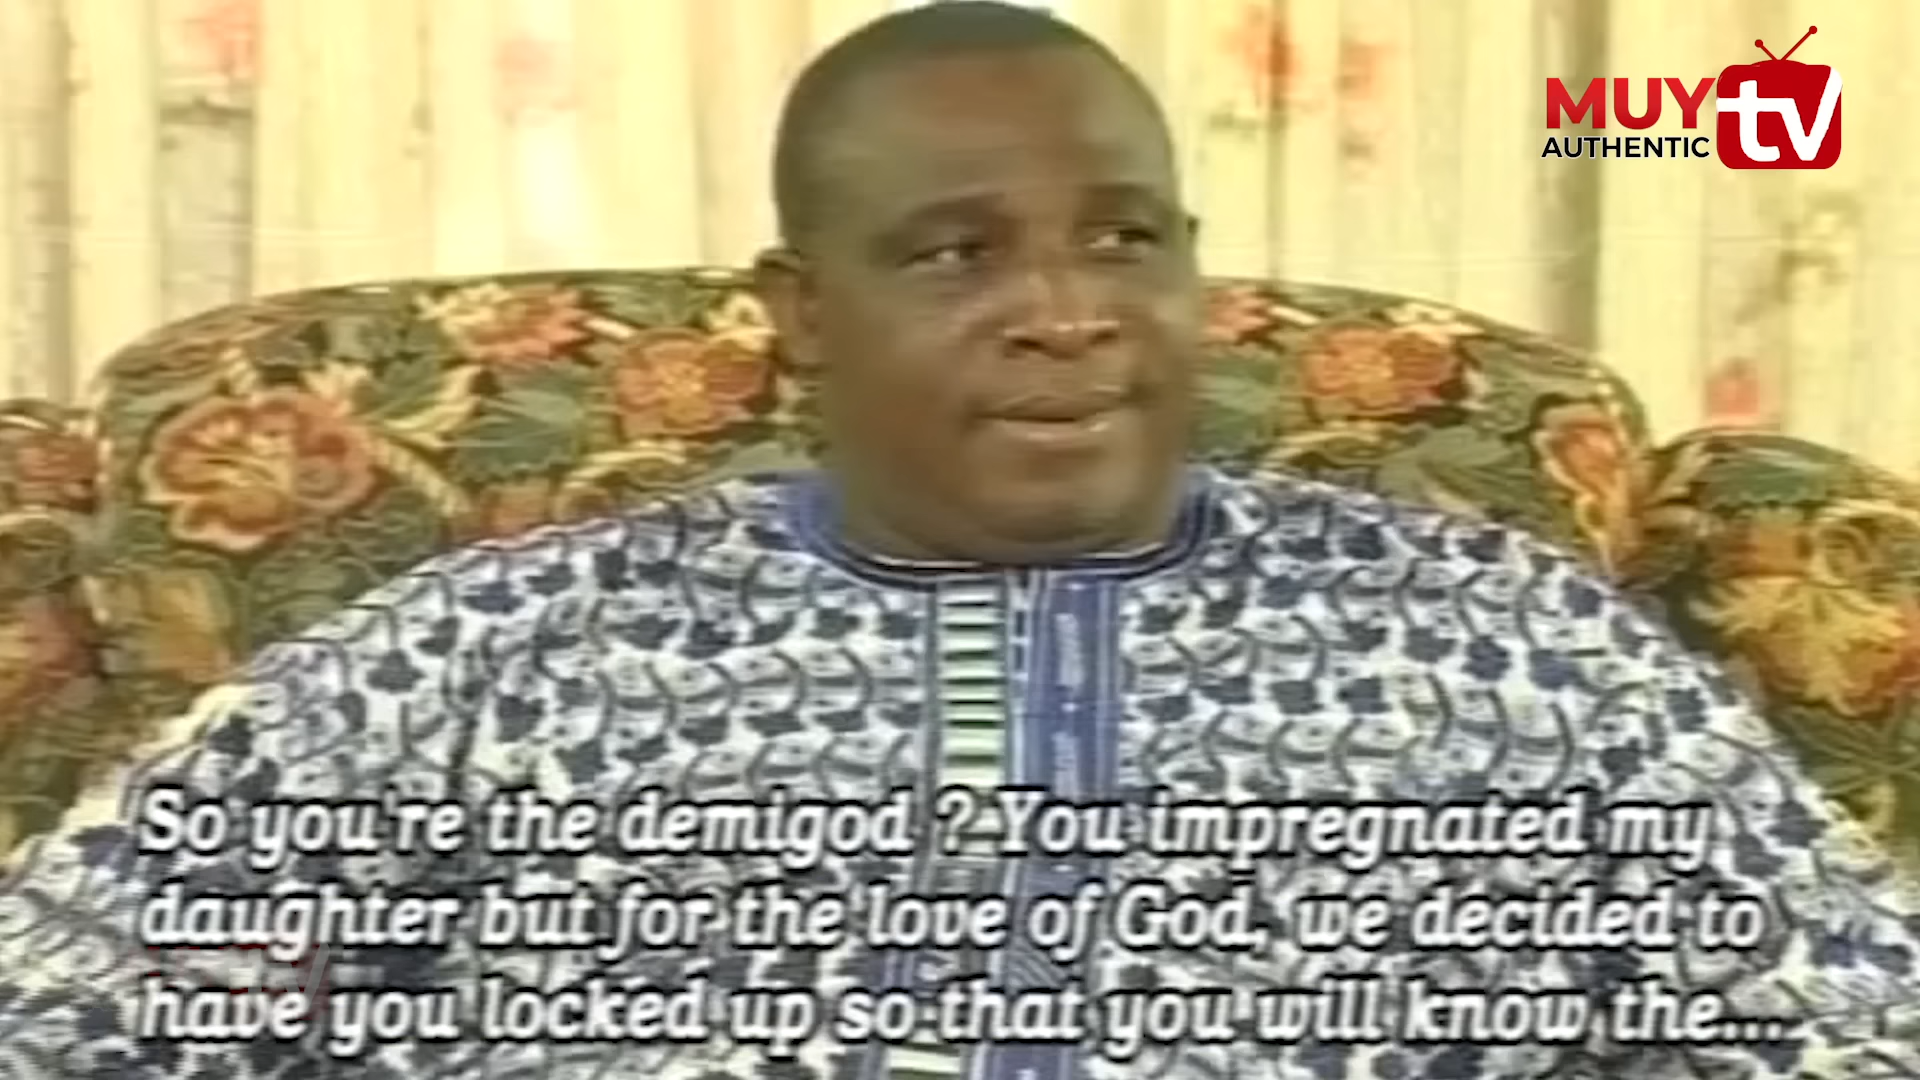 MUY tv
AUTHENTIC
So you're the demigod ? You impregnated my
daughter but for the love of God, we decided to
have you locked up so that you will know the...